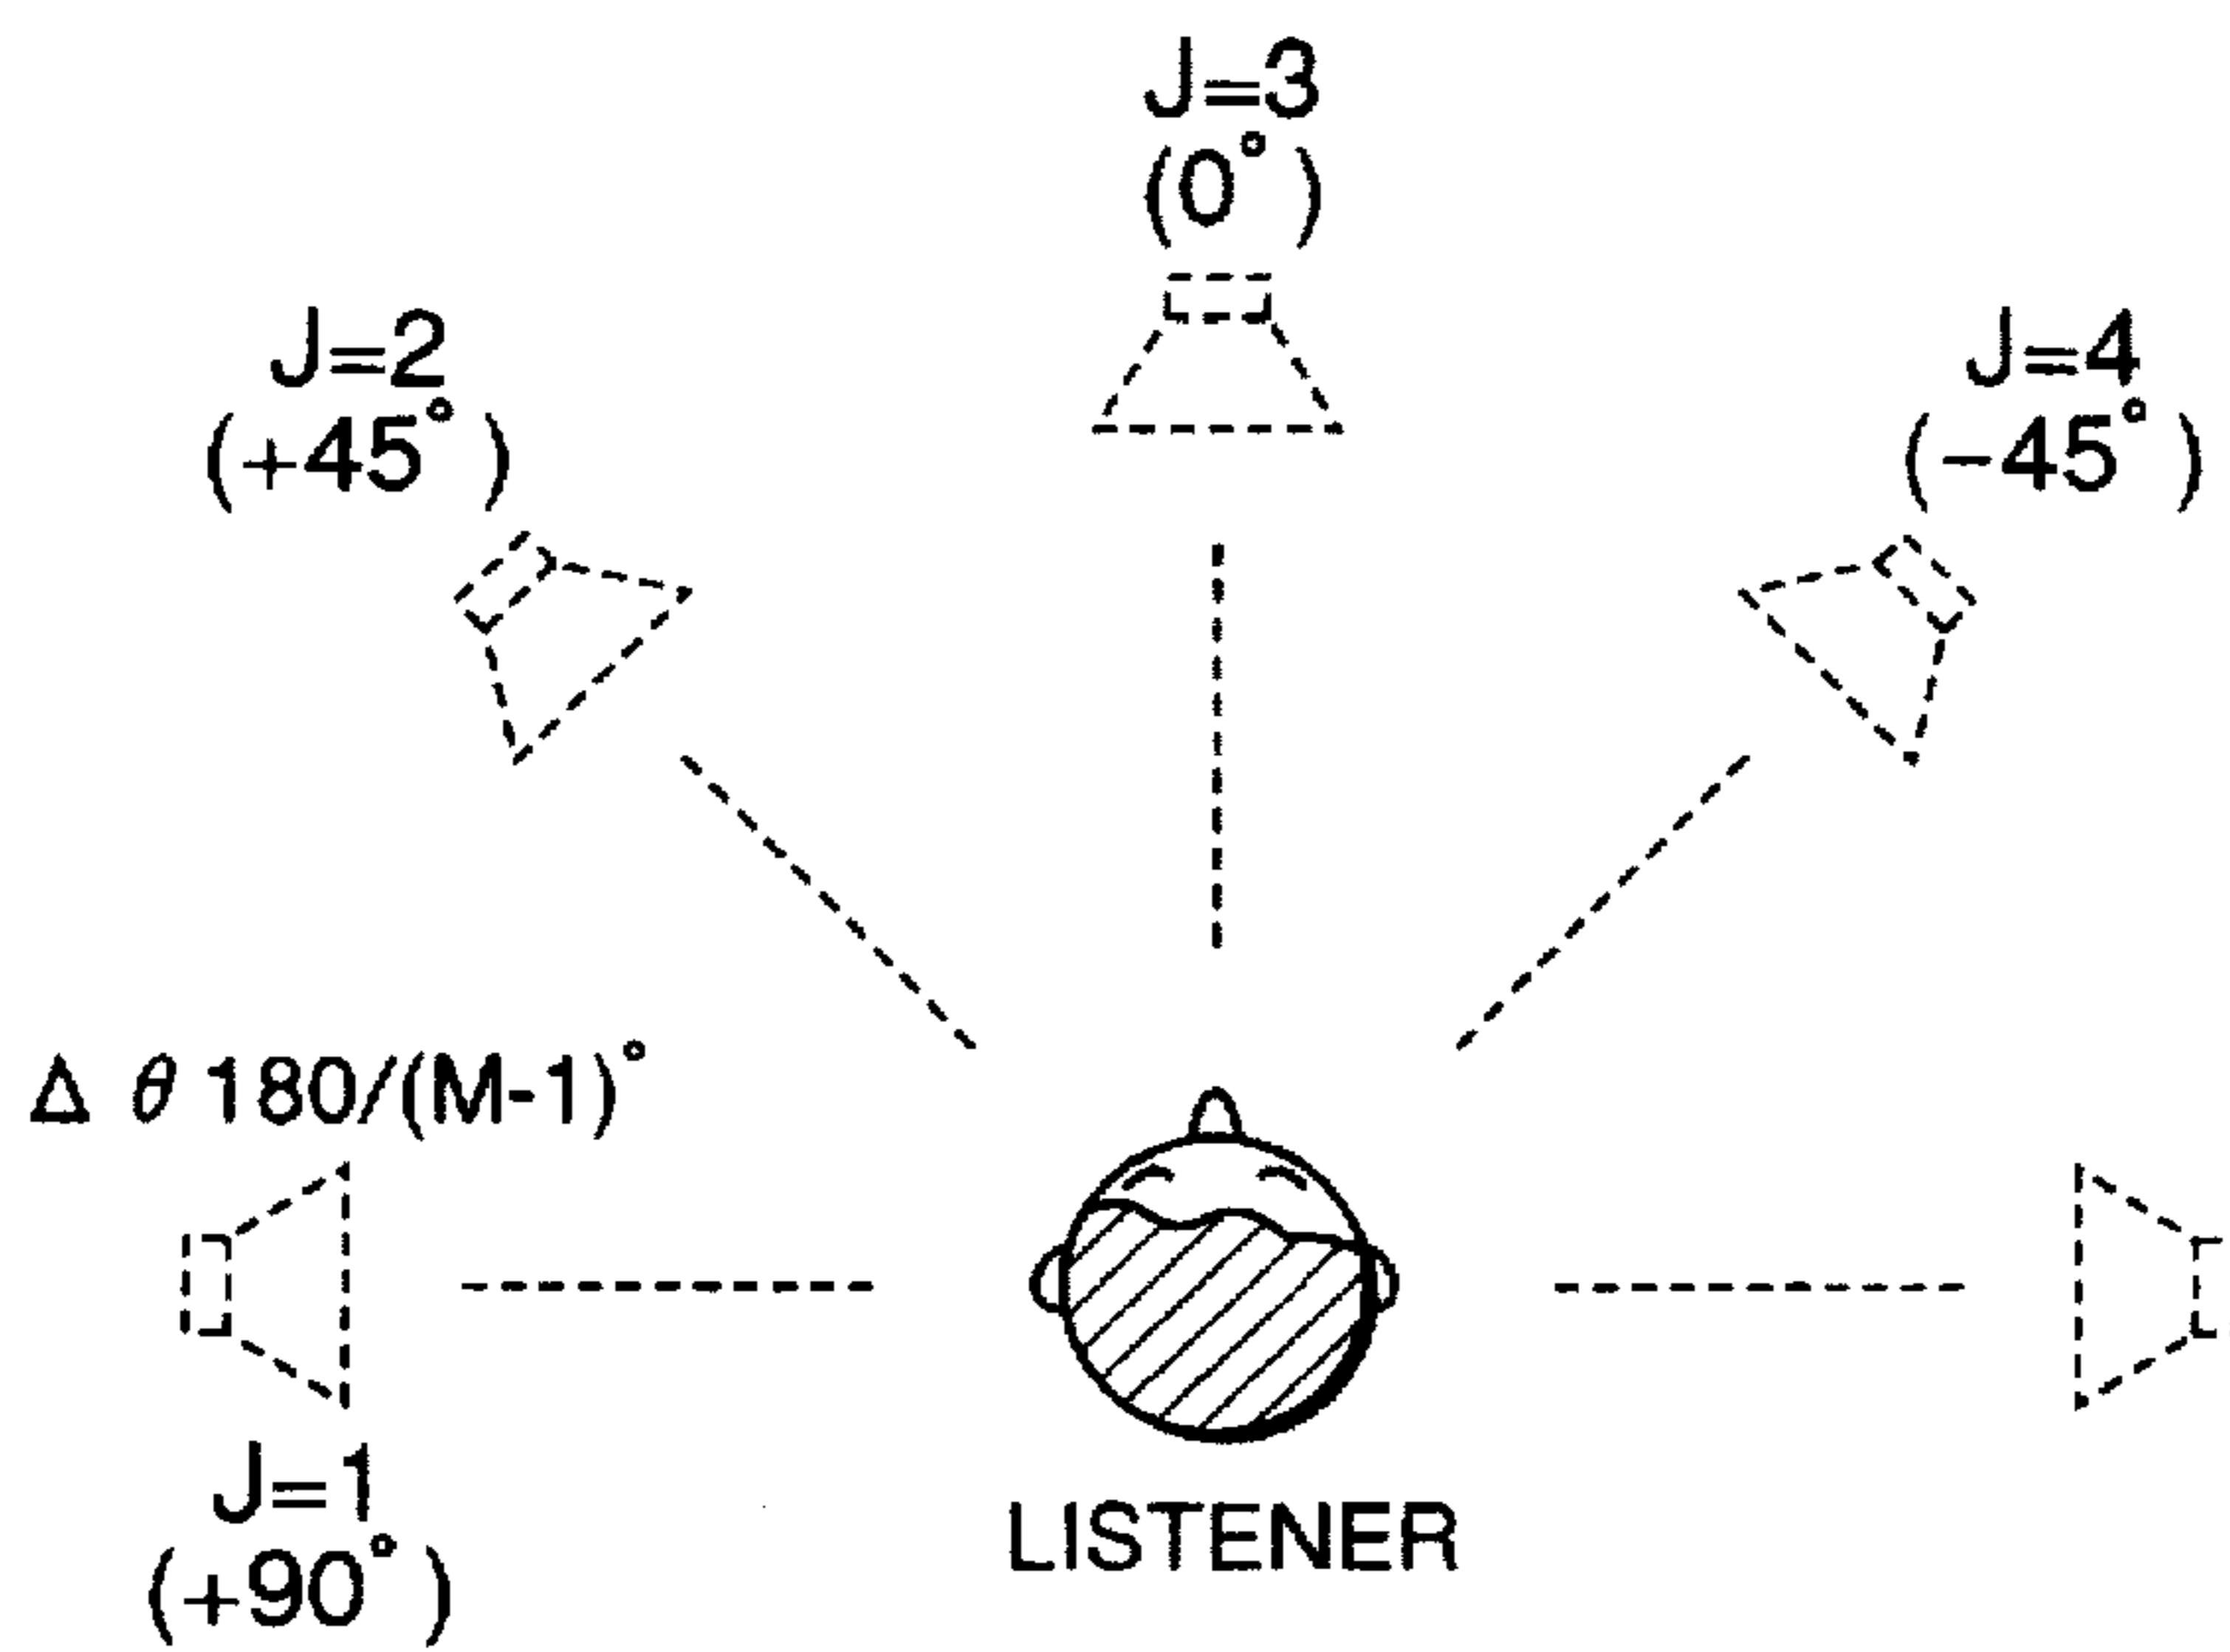 J=3
(0°)
J=2
(+45°)
J=4
(-45°)
Δ θ 180/(M-1)°
J=1
(+90°)
LISTENER